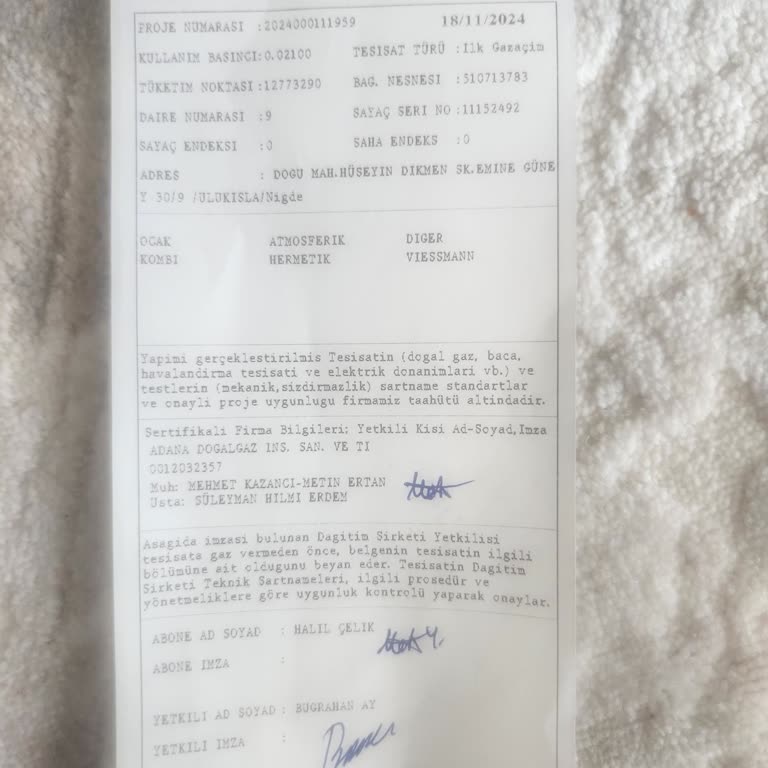 PROJE NUMARASI :2024000111959 18/11/2024
KULLANIM BASINCI:0.02100 TESISAT TÜRÜ :Ilk Gazaçim
TÜKKTIM NOKTASI :12773290 BAG. NESNESI :510713783
DAIRE NUMARASI :9 SAYAÇ SERI NO :11152492
SAYAÇ ENDEKSI :0 SAHA ENDEKS :0
ADRES : DOGU MAH.HÜSEYIN DIKMEN SK.EMINE GÜNE
Y 30/9 /ULUKISLA/Nigde
OCAK ATMOSFERIK DIGER
KOMBI HERMETIK VIESSMANN
Yapimi gerçeklestirilmis Tesisatin (dogal gaz, baca,
havalandirma tesisati ve elektrik donanimlari vb.) ve
testlerin (mekanik,sizdirmazlik) sartname standartlar
ve onayli proje uygunlugu firmamiz taahütü altindadir.
Sertifikali Firma Bilgileri: Yetkili Kisi Ad-Soyad,Imza
ADANA DOGALGAZ INS. SAN. VE TI
0012032357
Muh: MEHMET KAZANCI-METIN ERTAN
Usta: SÜLEYMAN HILMI ERDEM
Asagida imzasi bulunan Dagitim Sirketi Yetkilisi
tesisata gaz vermeden önce, belgenin tesisatin ilgili
bölümüne ait oldugunu beyan eder. Tesisatin Dagitim
Sirketi Teknik Sartnameleri, ilgili prosedür ve
yönetmeliklere göre uygunluk kontrolü yaparak onaylar.
ABONE AD SOYAD : HALIL ÇELIK
ABONE IMZA :
YETKILI AD SOYAD : BUGRAHAN AY
YETKILI IMZA :